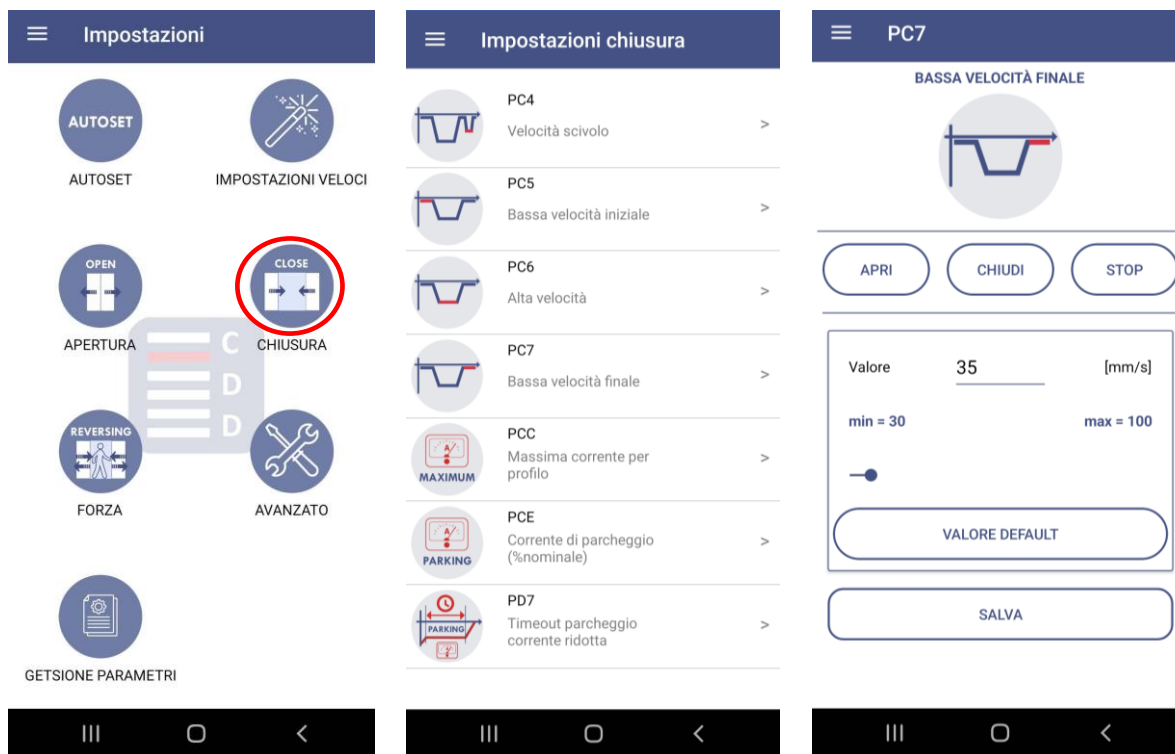 Impostazioni
AUTOSET
AUTOSET
IMPOSTAZIONI VELOCI
OPEN
CLOSE
APERTURA
CHIUSURA
C
D
D
REVERSING
FORZA
AVANZATO
GETSIONE PARAMETRI
Impostazioni chiusura
PC4
Velocità scivolo
>
PC5
Bassa velocità iniziale
>
PC6
Alta velocità
>
PC7
Bassa velocità finale
>
A
MAXIMUM
PCC
Massima corrente per
profilo
>
A
PARKING
PCE
Corrente di parcheggio
(%nominale)
>
PARKING
PD7
Timeout parcheggio
corrente ridotta
>
PC7
BASSA VELOCITÀ FINALE
APRI
CHIUDI
STOP
Valore 35 [mm/s]
min = 30 max = 100
VALORE DEFAULT
SALVA